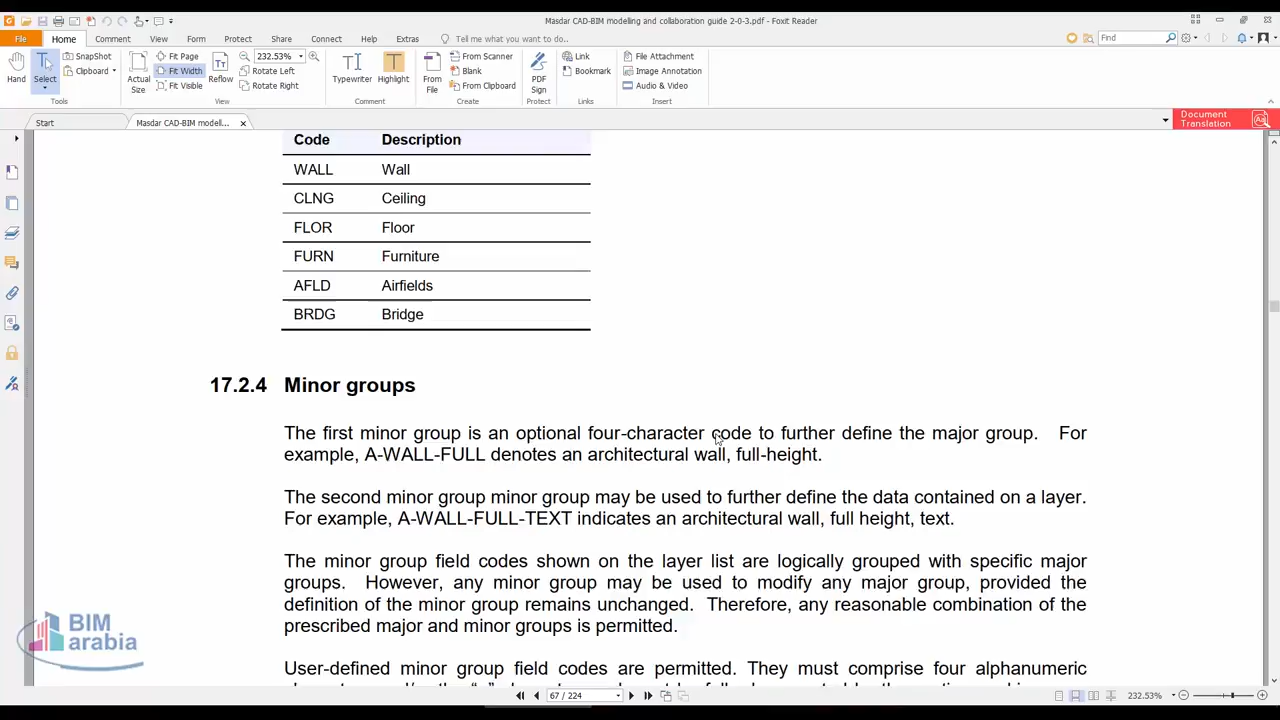 Masdar CAD-BIM modelling and collaboration guide 2-0-3.pdf - Foxit Reader
File Home Comment View Form Protect Share Connect Help Extras Tell me what you want to do.. Find
Hand Select SnapShot Clipboard Tools
Actual Size Fit Page Fit Width Fit Visible Reflow 232.53% Rotate Left Rotate Right View
Typewriter Highlight Comment
From File From Scanner Blank From Clipboard Create
PDF Sign Protect
Link Bookmark Links
File Attachment Image Annotation Audio & Video Insert
Start Masdar CAD-BIM modell... Document Translation
Code Description
WALL Wall
CLNG Ceiling
FLOR Floor
FURN Furniture
AFLD Airfields
BRDG Bridge
17.2.4 Minor groups
The first minor group is an optional four-character code to further define the major group. For
example, A-WALL-FULL denotes an architectural wall, full-height.
The second minor group minor group may be used to further define the data contained on a layer.
For example, A-WALL-FULL-TEXT indicates an architectural wall, full height, text.
The minor group field codes shown on the layer list are logically grouped with specific major
groups. However, any minor group may be used to modify any major group, provided the
definition of the minor group remains unchanged. Therefore, any reasonable combination of the
prescribed major and minor groups is permitted.
User-defined minor group field codes are permitted. They must comprise four alphanumeric
BIM
arabia
67 / 224 232.53%